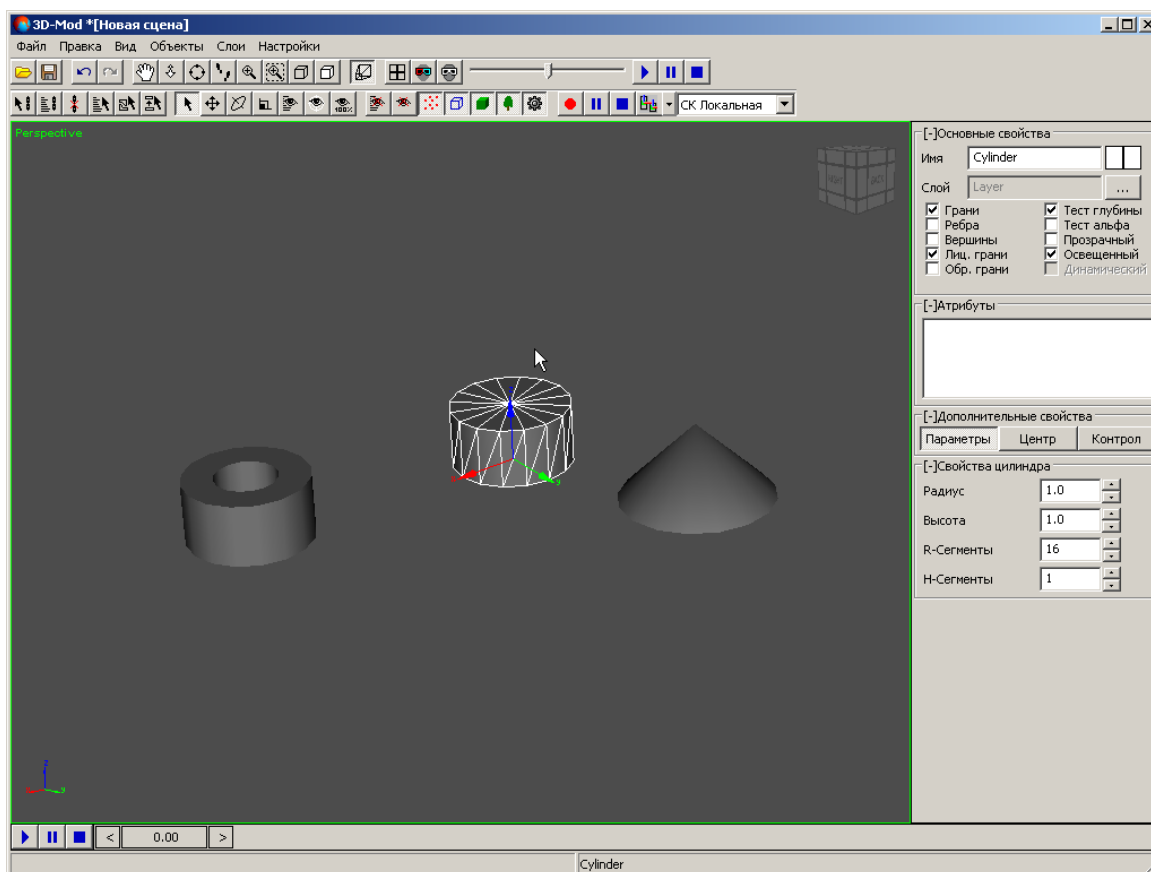 3D-Mod *[Новая сцена]
Файл Правка Вид Объекты Слои Настройки
100%
СК Локальная
Perspective
[-]Основные свойства
Имя Cylinder
Слой Layer ...
Грани Тест глубины
Ребра Тест альфа
Вершины Прозрачный
Лиц. грани Освещенный
Обр. грани Динамический
[-]Атрибуты
[-]Дополнительные свойства
Параметры Центр Контрол
[-]Свойства цилиндра
Радиус 1.0
Высота 1.0
R-Сегменты 16
H-Сегменты 1
z
y
< 0.00 >
Cylinder